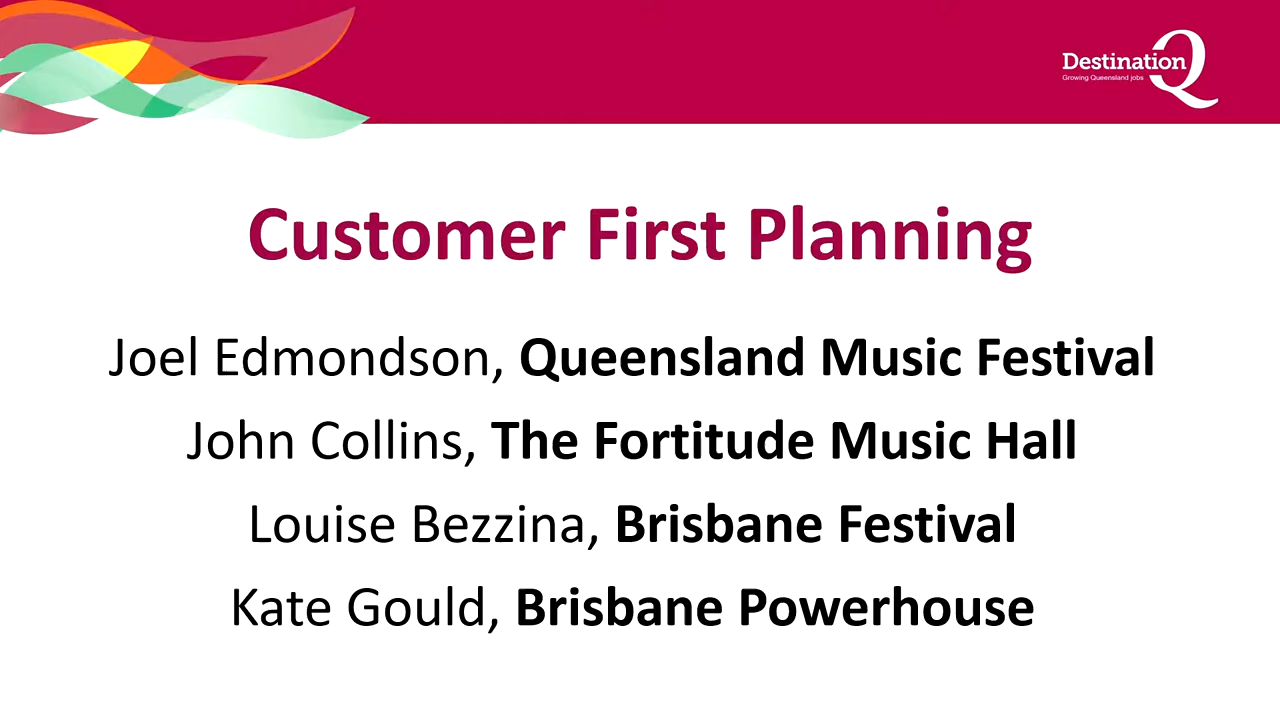 Destination Q
Growing Queensland jobs
Customer First Planning
Joel Edmondson, Queensland Music Festival
John Collins, The Fortitude Music Hall
Louise Bezzina, Brisbane Festival
Kate Gould, Brisbane Powerhouse